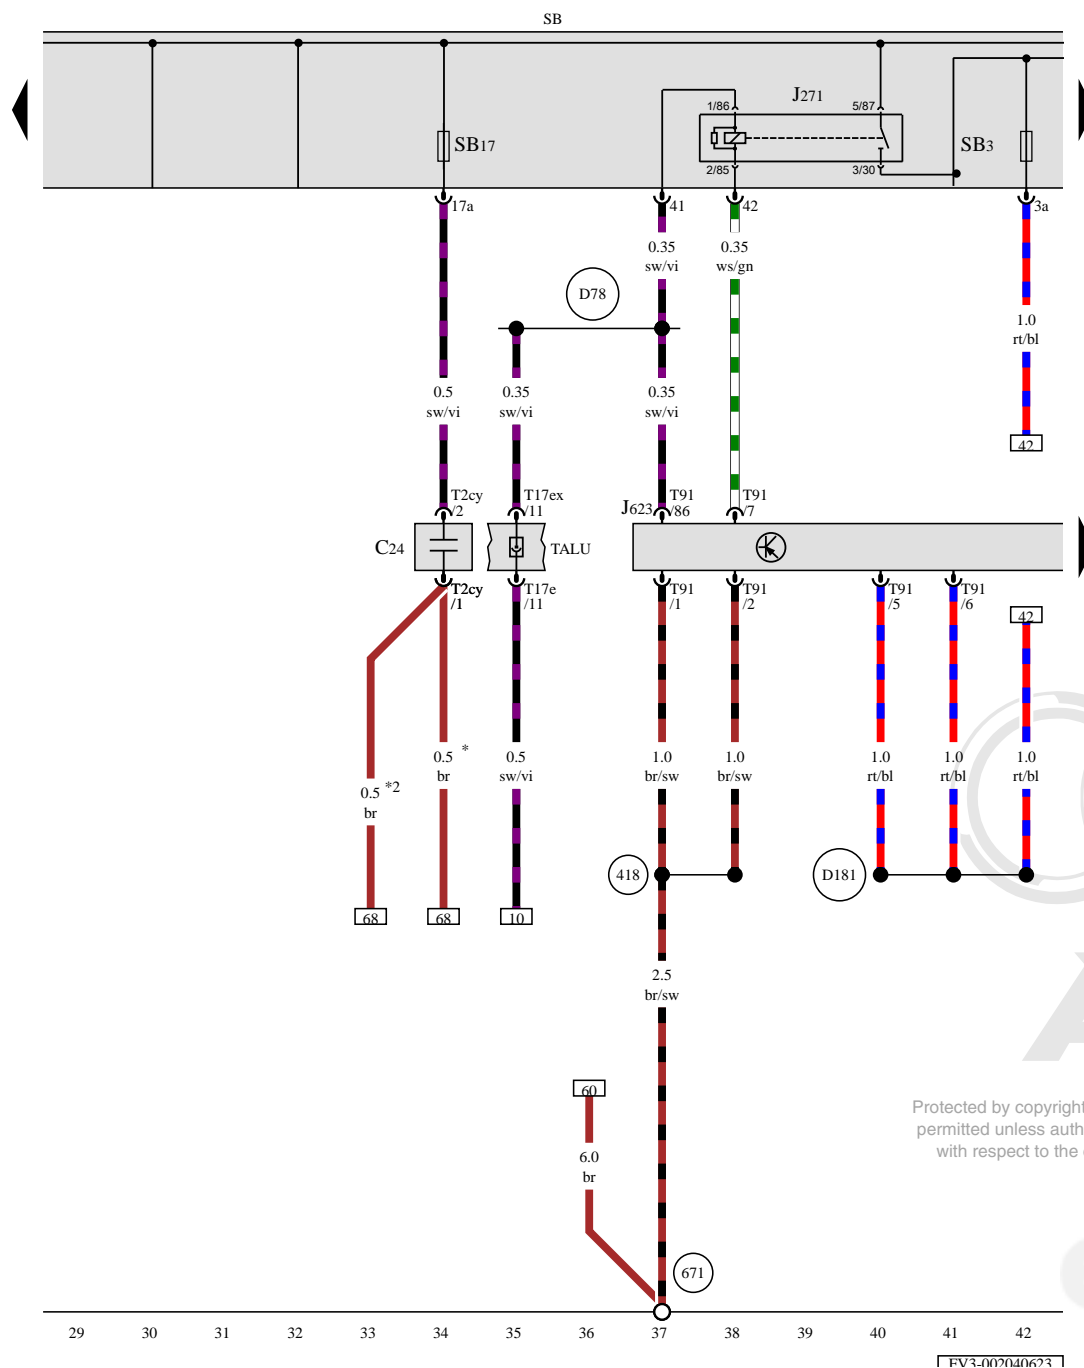 SB
J271
1/86
5/87
SB17
SB3
2/85
3/30
17a
41
42
3a
0.35
sw/vi
0.35
ws/gn
D78
1.0
rt/bl
0.5
sw/vi
0.35
sw/vi
0.35
sw/vi
42
T2cy
/2
T17ex
/11
J623
T91
/86
T91
/7
C24
TALU
T2cy
/1
T17e
/11
T91
/1
T91
/2
T91
/5
T91
/6
42
0.5 *
br
0.5
sw/vi
1.0
br/sw
1.0
br/sw
1.0
rt/bl
1.0
rt/bl
1.0
rt/bl
0.5 *2
br
418
D181
68
68
10
2.5
br/sw
60
Protected by copyright
permitted unless auth
with respect to the
6.0
br
671
29 30 31 32 33 34 35 36 37 38 39 40 41 42
EV3-002040623